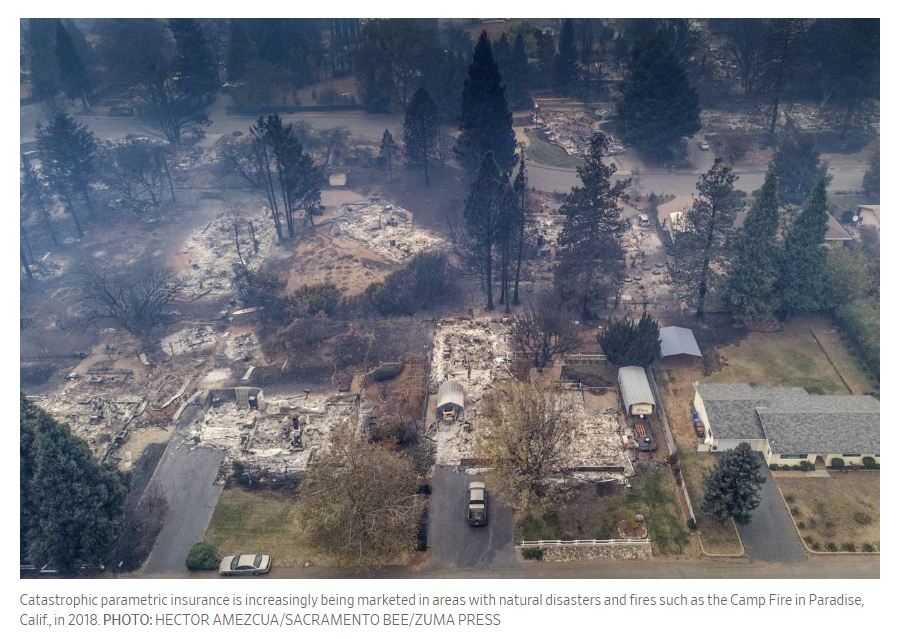 Catastrophic parametric insurance is increasingly being marketed in areas with natural disasters and fires such as the Camp Fire in Paradise,
Calif., in 2018. PHOTO: HECTOR AMEZCUA/SACRAMENTO BEE/ZUMA PRESS